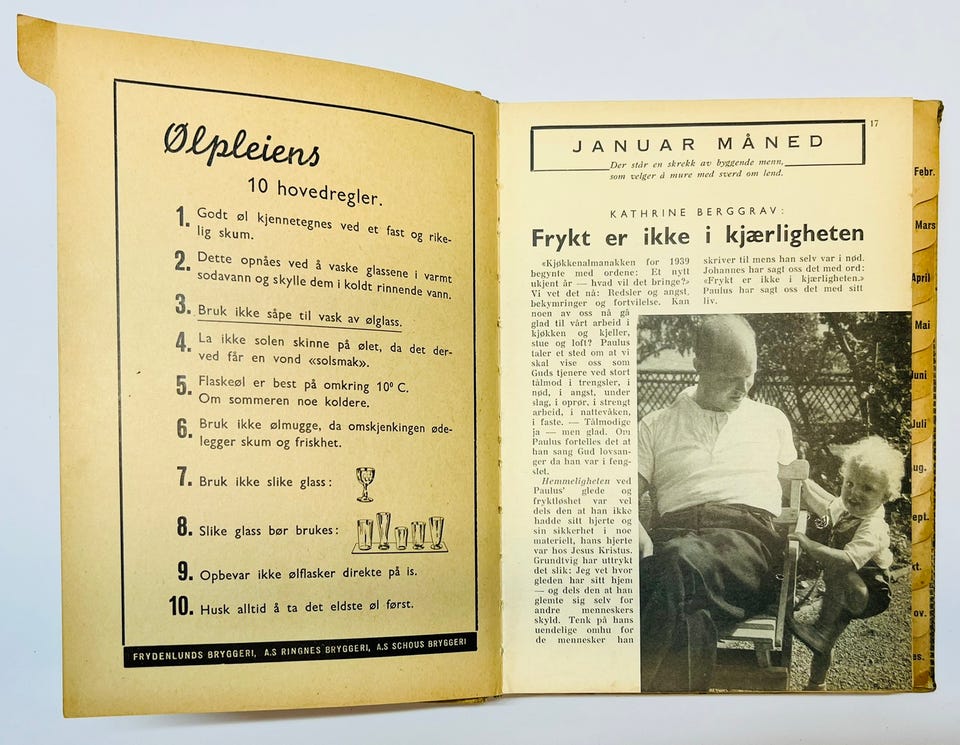 Ølpleiens
10 hovedregler.
1. Godt øl kjennetegnes ved et fast og rike-
lig skum.
2. Dette opnåes ved å vaske glassene i varmt
sodavann og skylle dem i koldt rinnende vann.
3. Bruk ikke såpe til vask av ølglass.
4. La ikke solen skinne på ølet, da det der-
ved får en vond «solsmak».
5. Flaskeøl er best på omkring 10° C.
Om sommeren noe koldere.
6. Bruk ikke ølmugge, da omskjenkingen øde-
legger skum og friskhet.
7. Bruk ikke slike glass:
8. Slike glass bør brukes:
9. Opbevar ikke ølflasker direkte på is.
10. Husk alltid å ta det eldste øl først.
FRYDENLUNDS BRYGGERI, A.S RINGNES BRYGGERI, A.S SCHOUS BRYGGERI
17
JANUAR MÅNED
Der står en skrekk av byggende menn,
som velger å mure med sverd om lend.
KATHRINE BERGGRAV:
Frykt er ikke i kjærligheten
«Kjøkkenalmanakken for 1939
begynte med ordene: Et nytt
ukjent år — hvad vil det bringe?»
Vi vet det nå: Redsler og angst,
bekymringer og fortvilelse. Kan
noen av oss nå gå
glad til vårt arbeid i
kjøkken og kjeller,
stue og loft? Paulus
taler et sted om at vi
skal vise oss som
Guds tjenere ved stort
tålmod i trengsler, i
nød, i angst, under
slag, i oprør, i strengt
arbeid, i nattevåken,
i faste. — Tålmodige
ja — men glad. Om
Paulus fortelles det at
han sang Gud lovsan-
ger da han var i feng-
slet.
Hemmeligheten ved
Paulus' glede og
fryktløshet var vel
dels den at han ikke
hadde sitt hjerte og
sin sikkerhet i noe
materielt, hans hjerte
var hos Jesus Kristus.
Grundtvig har uttrykt
det slik: Jeg vet hvor
gleden har sitt hjem
— og dels den at han
glemte sig selv for
andre menneskers
skyld. Tenk på hans
uendelige omhu for
de mennesker han
skriver til mens han selv var i nød.
Johannes har sagt oss det med ord:
«Frykt er ikke i kjærligheten.»
Paulus har sagt oss det med sitt
liv.
Febr.
Mars
April
Mai
Juni
Juli
ug.
ept.
kt.
ov.
es.